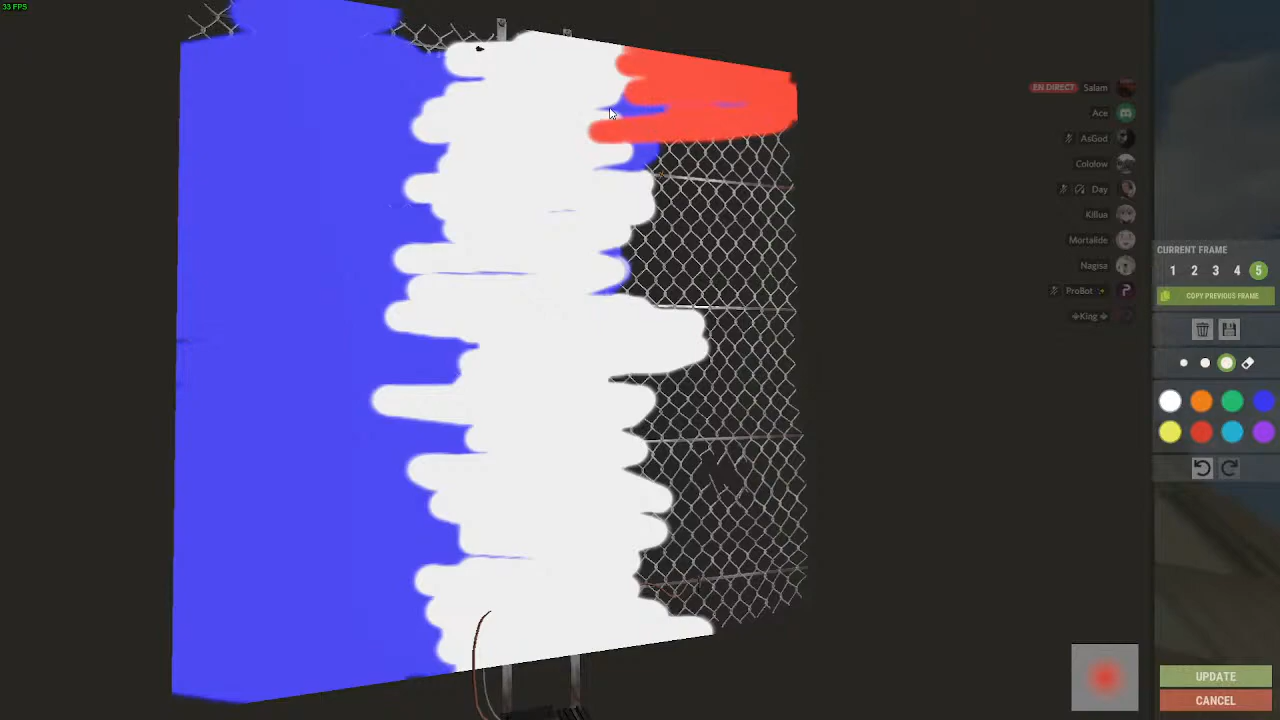 33 FPS
EN DIRECT Salam
Ace
AsGod
Cololow
Day
Killua
Mortalide
Nagisa
ProBot
King
CURRENT FRAME
1 2 3 4 5
COPY PREVIOUS FRAME
UPDATE
CANCEL